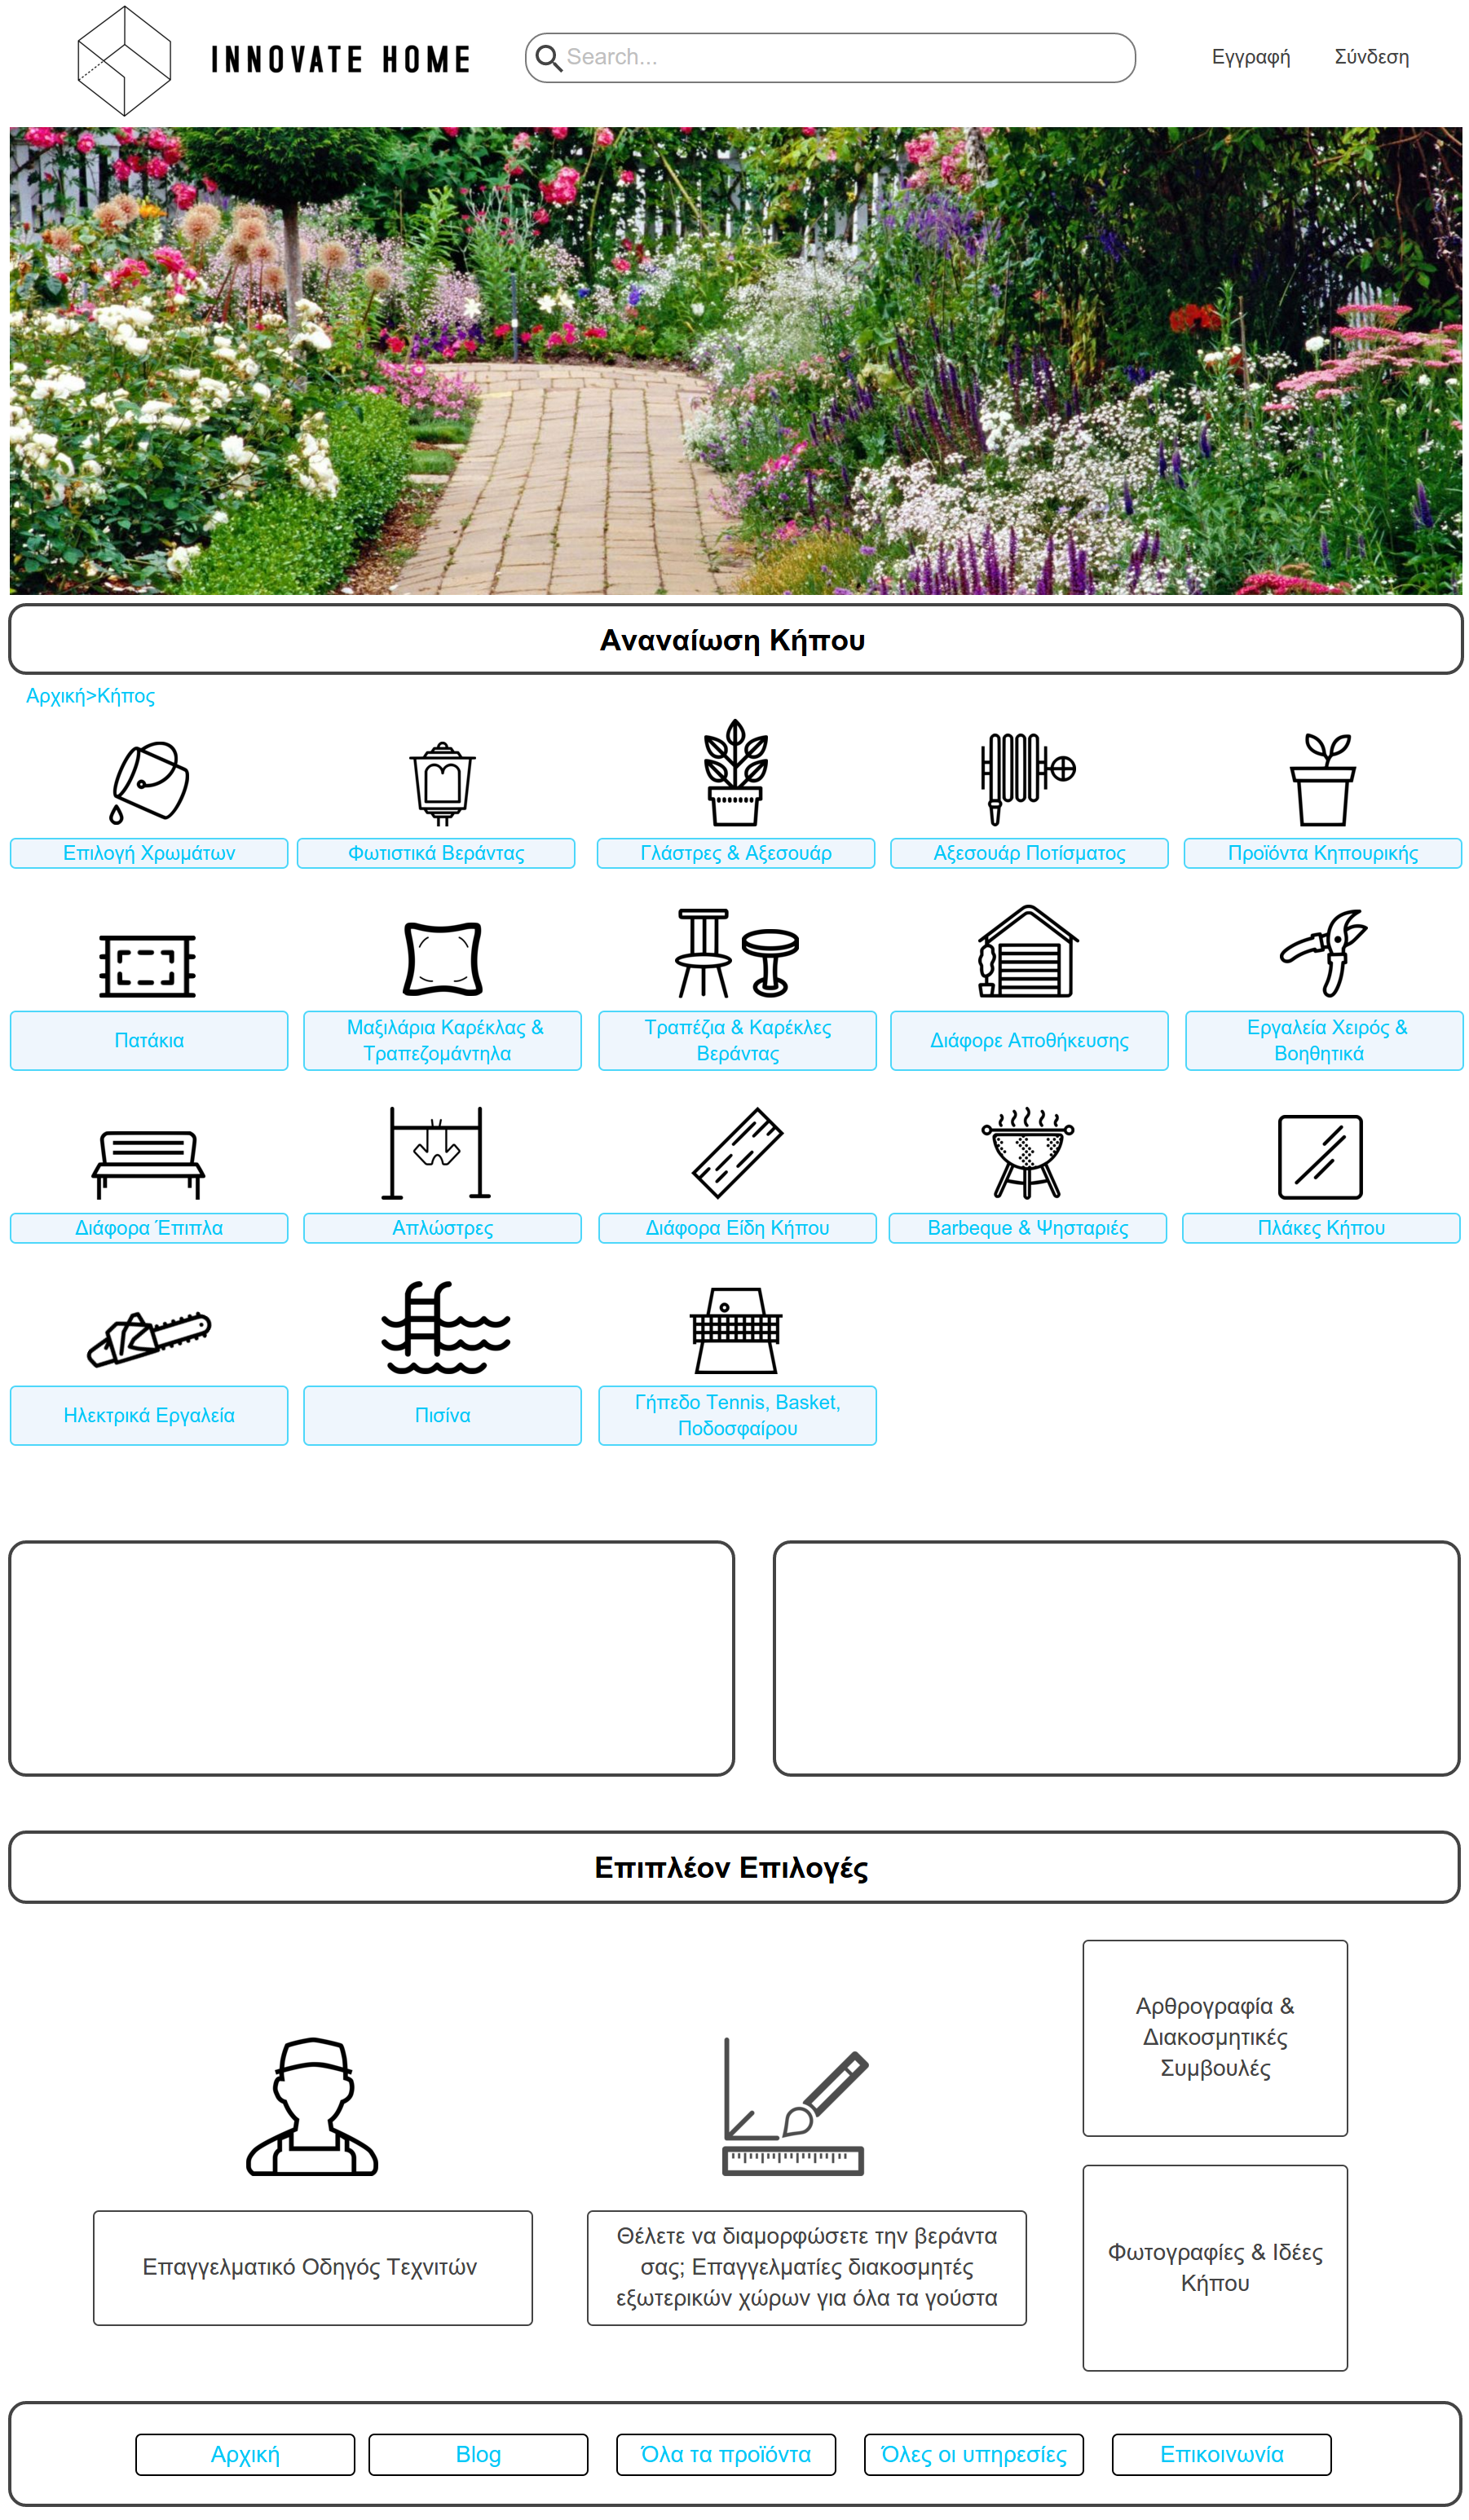 INNOVATE HOME
Search...
Εγγραφή
Σύνδεση
Αναναίωση Κήπου
Αρχική>Κήπος
Επιλογή Χρωμάτων
Φωτιστικά Βεράντας
Γλάστρες & Αξεσουάρ
Αξεσουάρ Ποτίσματος
Προϊόντα Κηπουρικής
Πατάκια
Μαξιλάρια Καρέκλας &
Τραπεζομάντηλα
Τραπέζια & Καρέκλες
Βεράντας
Διάφορε Αποθήκευσης
Εργαλεία Χειρός &
Βοηθητικά
Διάφορα Έπιπλα
Απλώστρες
Διάφορα Είδη Κήπου
Barbeque & Ψησταριές
Πλάκες Κήπου
Ηλεκτρικά Εργαλεία
Πισίνα
Γήπεδο Tennis, Basket,
Ποδοσφαίρου
Επιπλέον Επιλογές
Αρθρογραφία &
Διακοσμητικές
Συμβουλές
Επαγγελματικό Οδηγός Τεχνιτών
Θέλετε να διαμορφώσετε την βεράντα
σας; Επαγγελματίες διακοσμητές
εξωτερικών χώρων για όλα τα γούστα
Φωτογραφίες & Ιδέες
Κήπου
Αρχική
Blog
Όλα τα προϊόντα
Όλες οι υπηρεσίες
Επικοινωνία